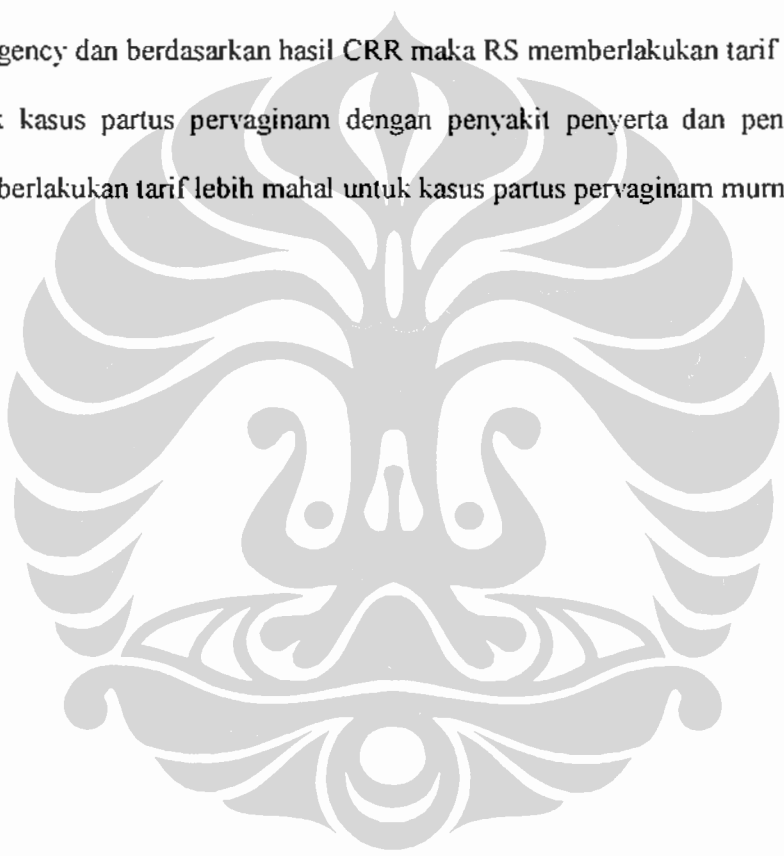 gency dan berdasarkan hasil CRR maka RS memberlakukan tarif
k kasus partus pervaginam dengan penyakit penyerta dan pen
berlakukan tarif lebih mahal untuk kasus partus pervaginam mum